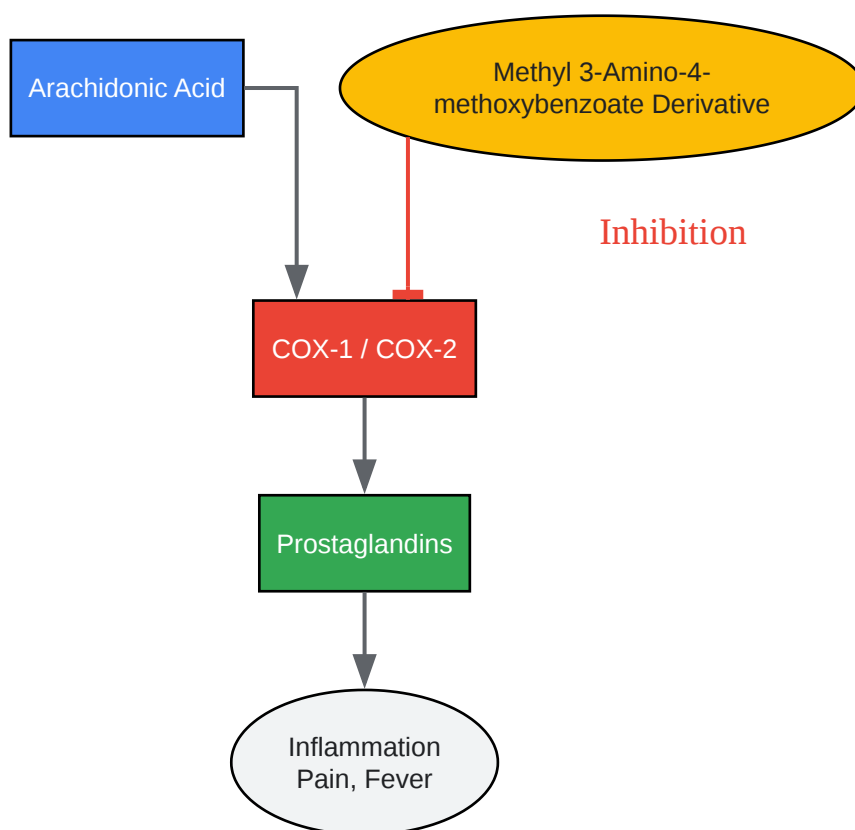 Arachidonic Acid
Methyl 3-Amino-4-
methoxybenzoate Derivative
Inhibition
COX-1 / COX-2
Prostaglandins
Inflammation
Pain, Fever